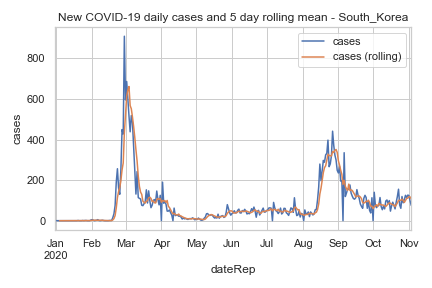 New COVID-19 daily cases and 5 day rolling mean - South_Korea
cases
cases (rolling)
800
600
400
200
0
cases
Jan Feb Mar Apr May Jun Jul Aug Sep Oct Nov
2020
dateRep